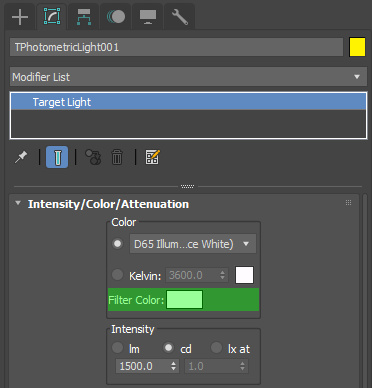 TPhotometricLight001
Modifier List
Target Light
Intensity/Color/Attenuation
Color
D65 Illum...ce White)
Kelvin: 3600.0
Filter Color:
Intensity
lm cd lx at
1500.0 1.0